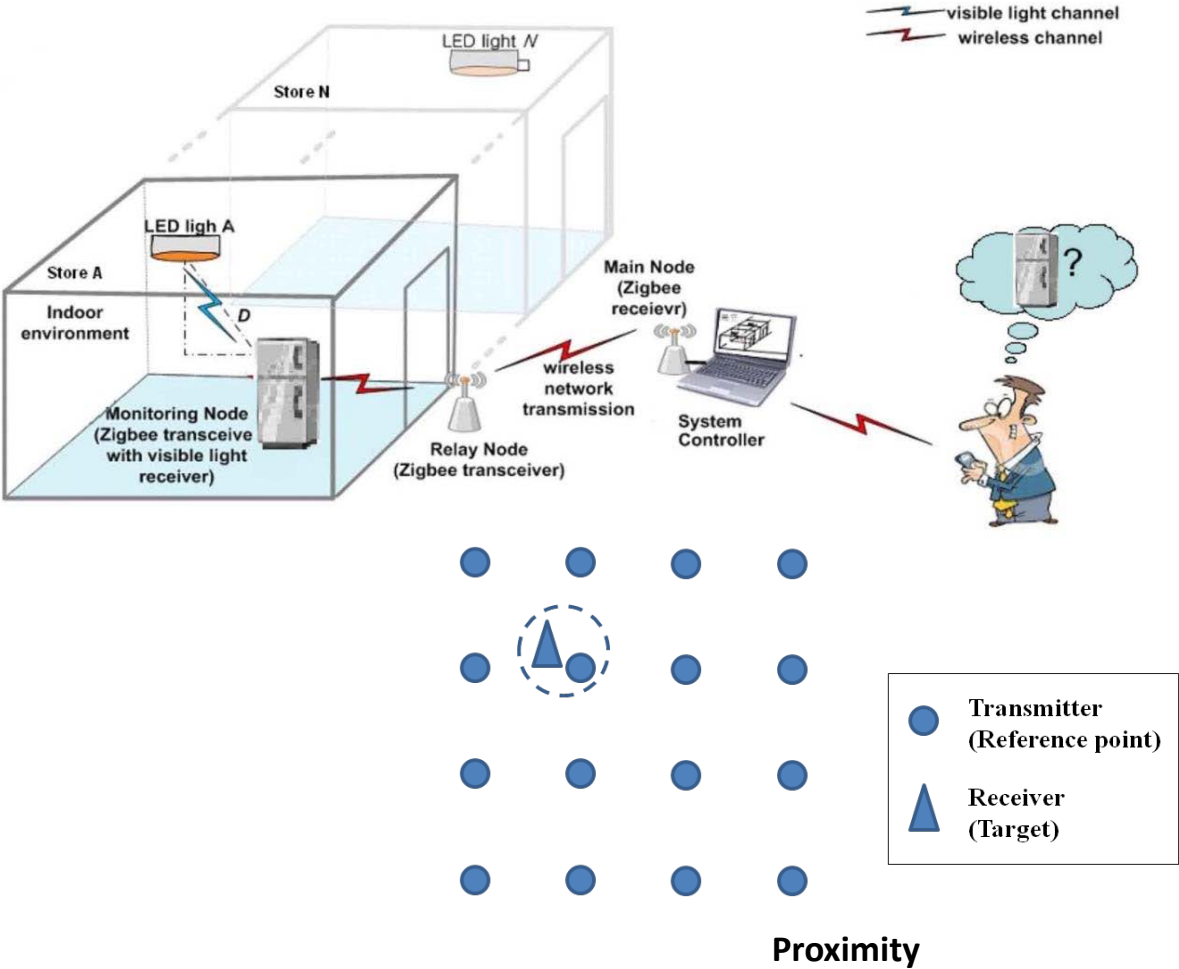 visible light channel
wireless channel
LED light N
Store N
LED ligh A
Store A
Indoor
environment
D
Monitoring Node
(Zigbee transceive
with visible light
receiver)
Relay Node
(Zigbee transceiver)
wireless
network
transmission
Main Node
(Zigbee
receievr)
System
Controller
?
Transmitter
(Reference point)
Receiver
(Target)
Proximity